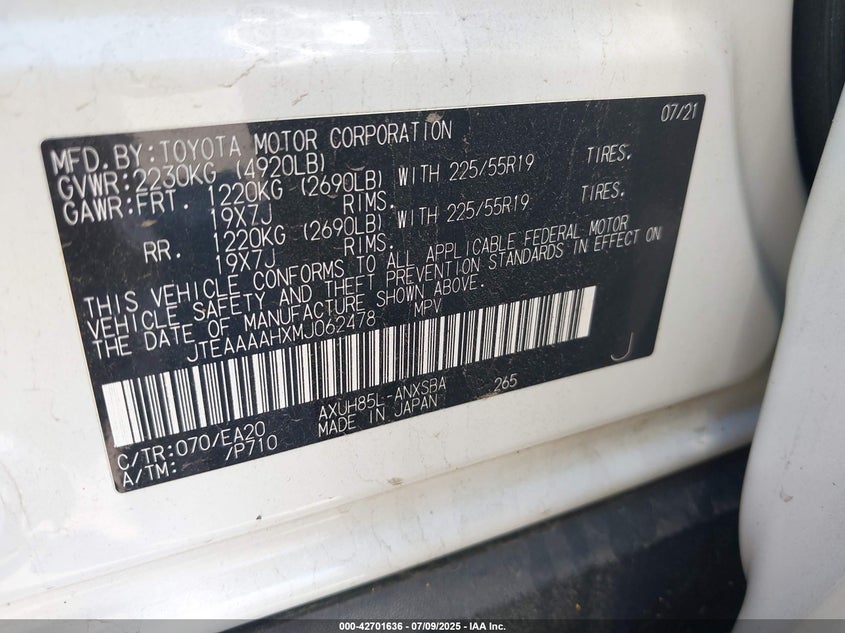 07/21
MFD. BY: TOYOTA MOTOR CORPORATION
GVWR: 2230KG (4920LB)
GAWR: FRT. 1220KG (2690LB) WITH 225/55R19 TIRES.
19X7J RIMS.
RR. 1220KG (2690LB) WITH 225/55R19 TIRES.
19X7J RIMS.
THIS VEHICLE CONFORMS TO ALL APPLICABLE FEDERAL MOTOR
VEHICLE SAFETY AND THEFT PREVENTION STANDARDS IN EFFECT ON
THE DATE OF MANUFACTURE SHOWN ABOVE.
JTEAAAAHXMJ062478 MPV
J
C/TR: 070/EA20 AXUH85L-ANXSBA 265
A/TM: /P710 MADE IN JAPAN
000-42701636 | 07/09/2025 - IAA Inc.